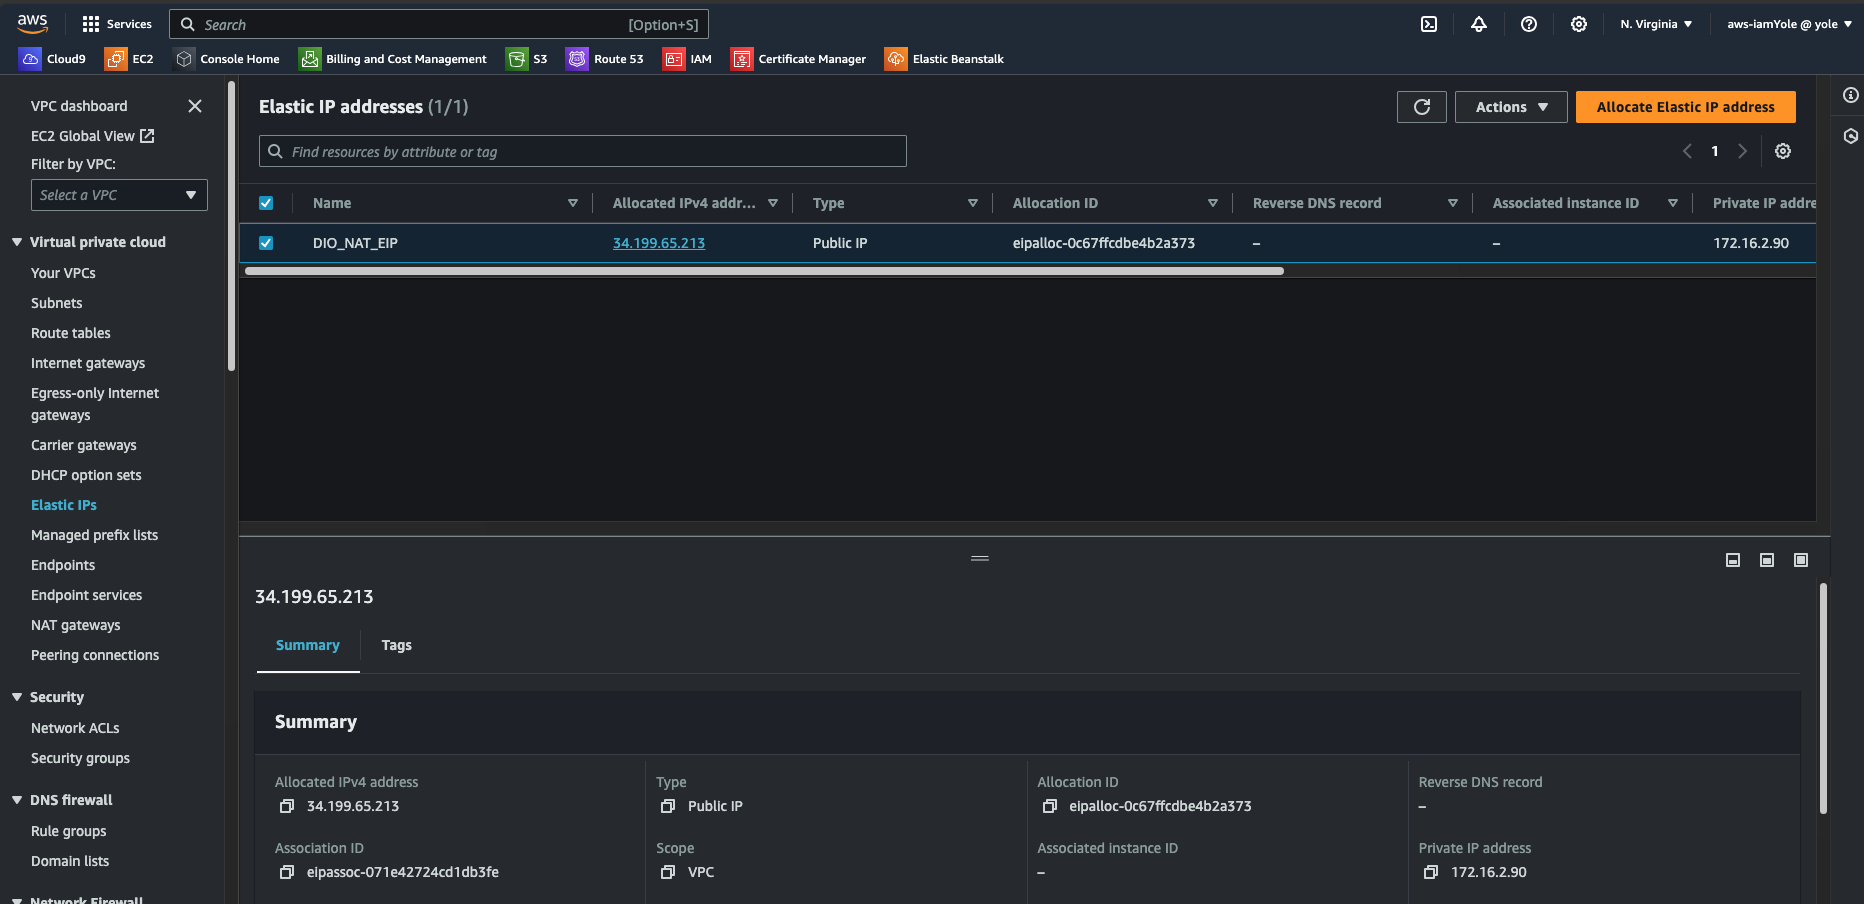 aws Services Search [Option+S] N. Virginia aws-iamYole @ yole
Cloud9 EC2 Console Home Billing and Cost Management S3 Route 53 IAM Certificate Manager Elastic Beanstalk
VPC dashboard
EC2 Global View
Filter by VPC:
Select a VPC
Virtual private cloud
Your VPCs
Subnets
Route tables
Internet gateways
Egress-only Internet
gateways
Carrier gateways
DHCP option sets
Elastic IPs
Managed prefix lists
Endpoints
Endpoint services
NAT gateways
Peering connections
Security
Network ACLs
Security groups
DNS firewall
Rule groups
Domain lists
Network Firewall
Elastic IP addresses (1/1)
Actions Allocate Elastic IP address
Find resources by attribute or tag
1
Name Allocated IPv4 addr... Type Allocation ID Reverse DNS record Associated instance ID Private IP addre
DIO_NAT_EIP 34.199.65.213 Public IP eipalloc-0c67ffcdbe4b2a373 – – 172.16.2.90
34.199.65.213
Summary Tags
Summary
Allocated IPv4 address Type Allocation ID Reverse DNS record
34.199.65.213 Public IP eipalloc-0c67ffcdbe4b2a373 –
Association ID Scope Associated instance ID Private IP address
eipassoc-071e42724cd1db3fe VPC – 172.16.2.90